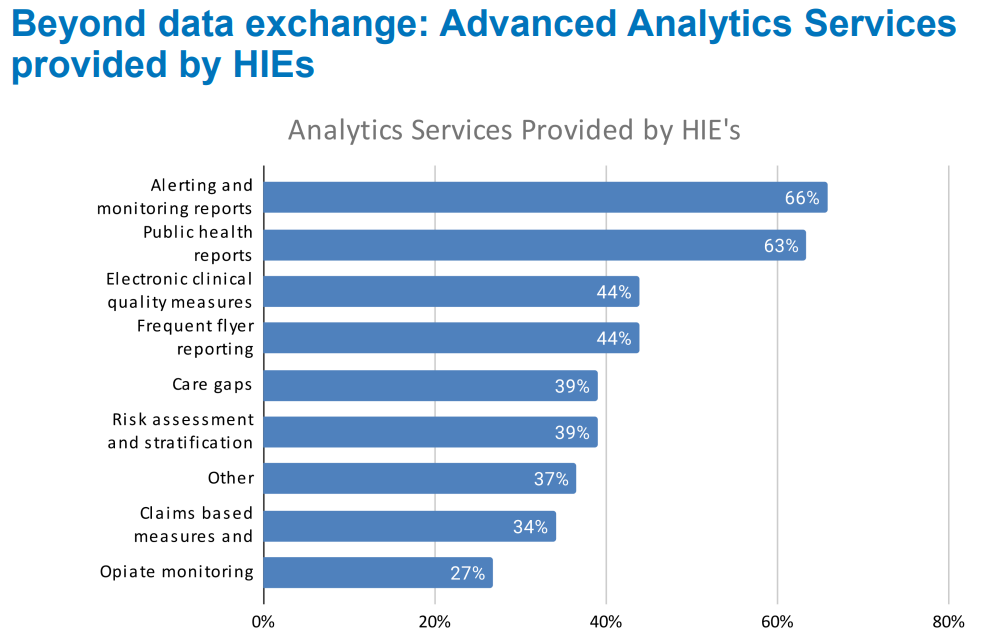 Beyond data exchange: Advanced Analytics Services
provided by HIEs
Analytics Services Provided by HIE's
Alerting and
monitoring reports
66%
Public health
reports
63%
Electronic clinical
quality measures
44%
Frequent flyer
reporting
44%
Care gaps
39%
Risk assessment
and stratification
39%
Other
37%
Claims based
measures and
34%
Opiate monitoring
27%
0%
20%
40%
60%
80%